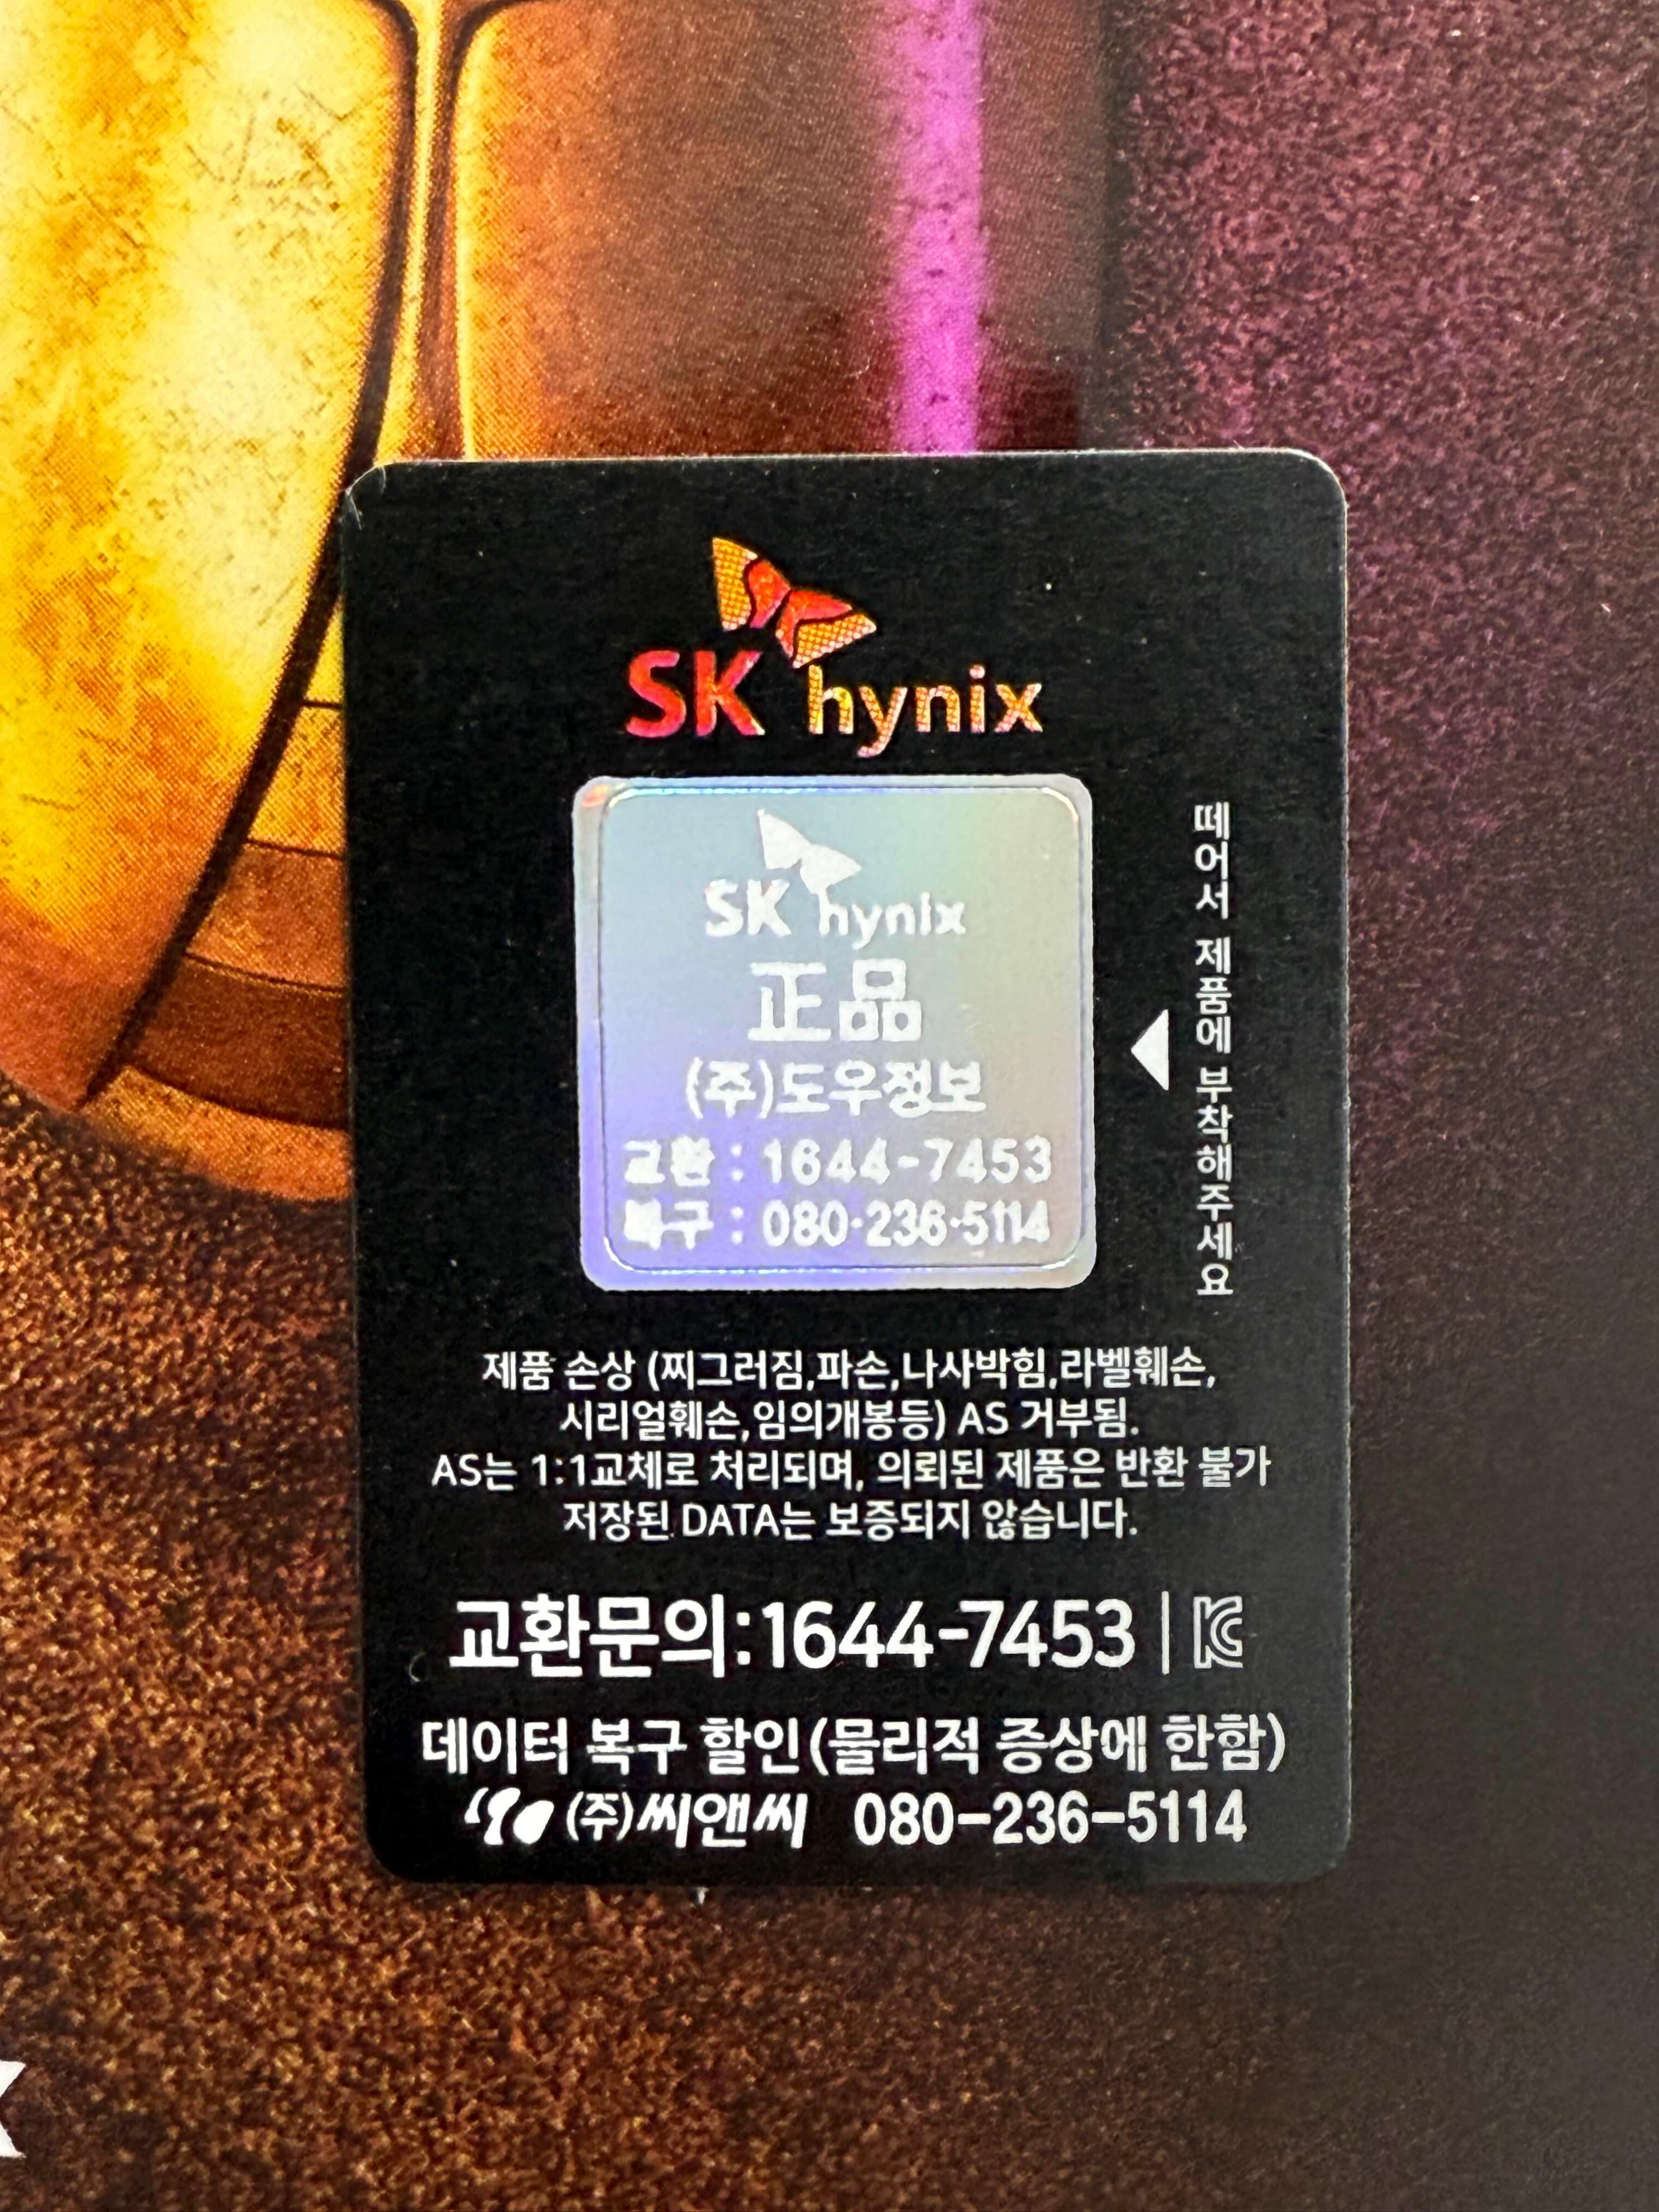 SK hynix
SK hynix
正品
(주)도우정보
교환 : 1644-7453
복구 : 080·236·5114
떼어서 제품에 부착해주세요
제품 손상 (찌그러짐,파손,나사박힘,라벨훼손,
시리얼훼손,임의개봉등) AS 거부됨.
AS는 1:1교체로 처리되며, 의뢰된 제품은 반환 불가
저장된 DATA는 보증되지 않습니다.
교환문의:1644-7453 | KC
데이터 복구 할인(물리적 증상에 한함)
(주)씨앤씨 080-236-5114